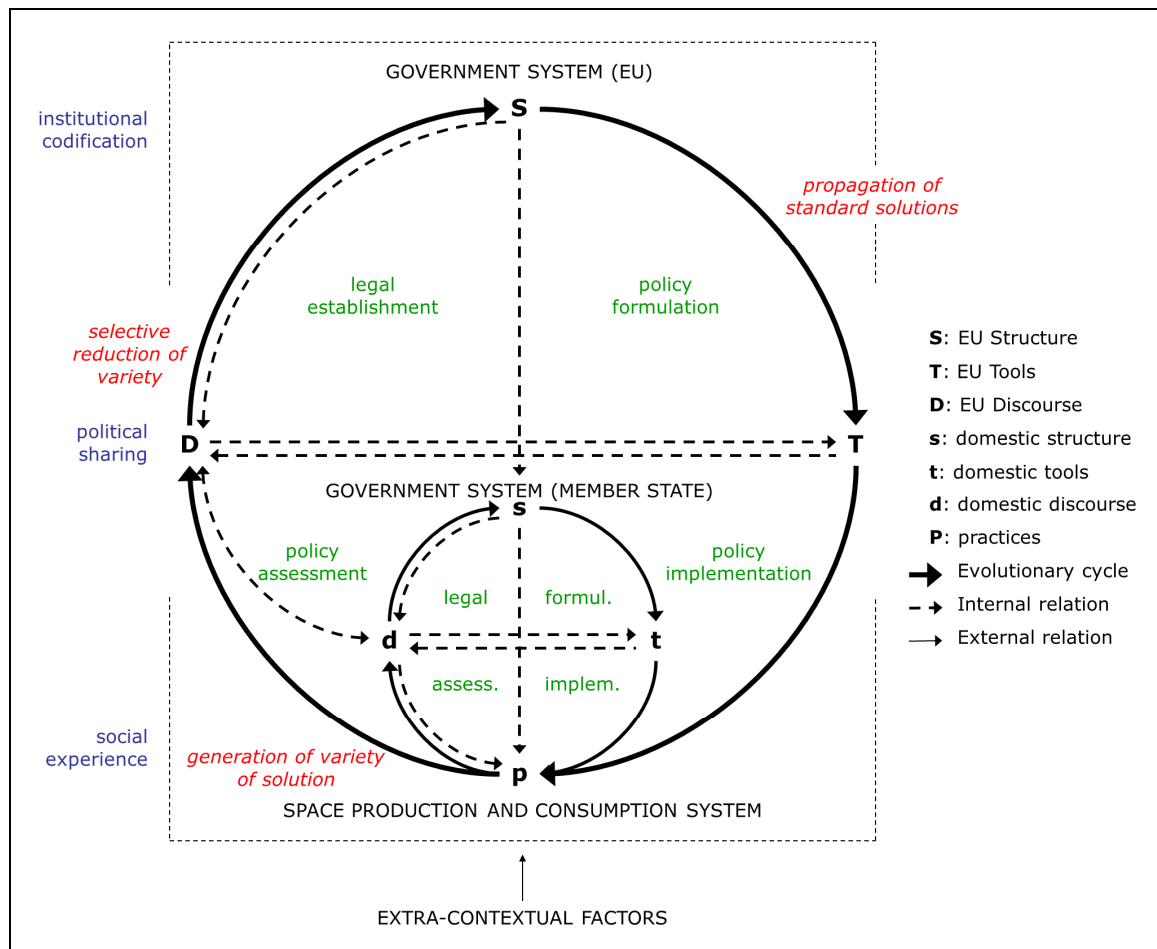 GOVERNMENT SYSTEM (EU)
S
institutional
codification
propagation of
standard solutions
legal
establishment
policy
formulation
selective
reduction of
variety
political
sharing
D
T
GOVERNMENT SYSTEM (MEMBER STATE)
s
policy
assessment
policy
implementation
legal
formul.
d
t
assess.
implem.
social
experience
generation of variety
of solution
p
SPACE PRODUCTION AND CONSUMPTION SYSTEM
EXTRA-CONTEXTUAL FACTORS
S: EU Structure
T: EU Tools
D: EU Discourse
s: domestic structure
t: domestic tools
d: domestic discourse
P: practices
Evolutionary cycle
Internal relation
External relation